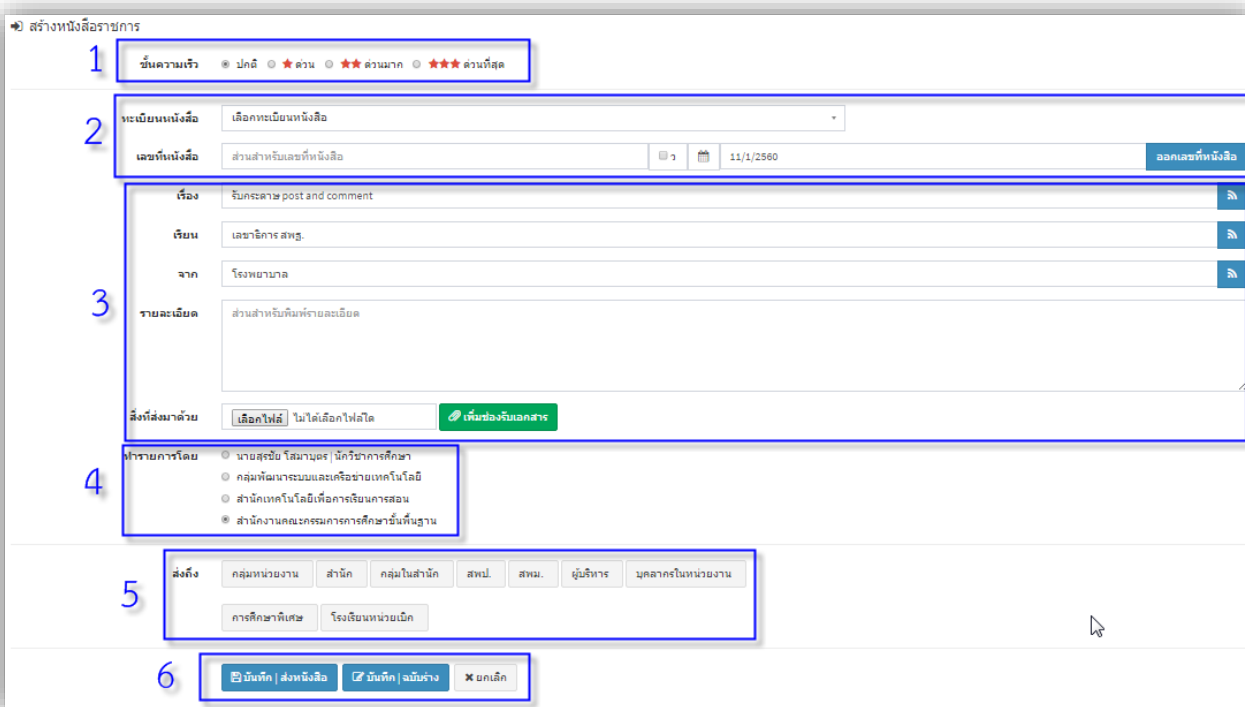 สร้างหนังสือราชการ
1
ชั้นความเร็ว ปกติ ด่วน ด่วนมาก ด่วนที่สุด
2
ทะเบียนหนังสือ เลือกทะเบียนหนังสือ
เลขที่หนังสือ ส่วนสำหรับเลขที่หนังสือ ว 11/1/2560 ออกเลขที่หนังสือ
3
เรื่อง รับกระดาษ post and comment
เรียน เลขาธิการ สพฐ.
จาก โรงพยาบาล
รายละเอียด ส่วนสำหรับพิมพ์รายละเอียด
สิ่งที่ส่งมาด้วย เลือกไฟล์ ไม่ได้เลือกไฟล์ใด เพิ่มช่องรับเอกสาร
4
ทำรายการโดย นายสุรชัย โสมาบุตร | นักวิชาการศึกษา
กลุ่มพัฒนาระบบและเครือข่ายเทคโนโลยี
สำนักเทคโนโลยีเพื่อการเรียนการสอน
สำนักงานคณะกรรมการการศึกษาขั้นพื้นฐาน
5
ส่งถึง กลุ่มหน่วยงาน สำนัก กลุ่มในสำนัก สพป. สพม. ผู้บริหาร บุคลากรในหน่วยงาน
การศึกษาพิเศษ โรงเรียนหน่วยเบิก
6
บันทึก | ส่งหนังสือ บันทึก | ฉบับร่าง ยกเลิก